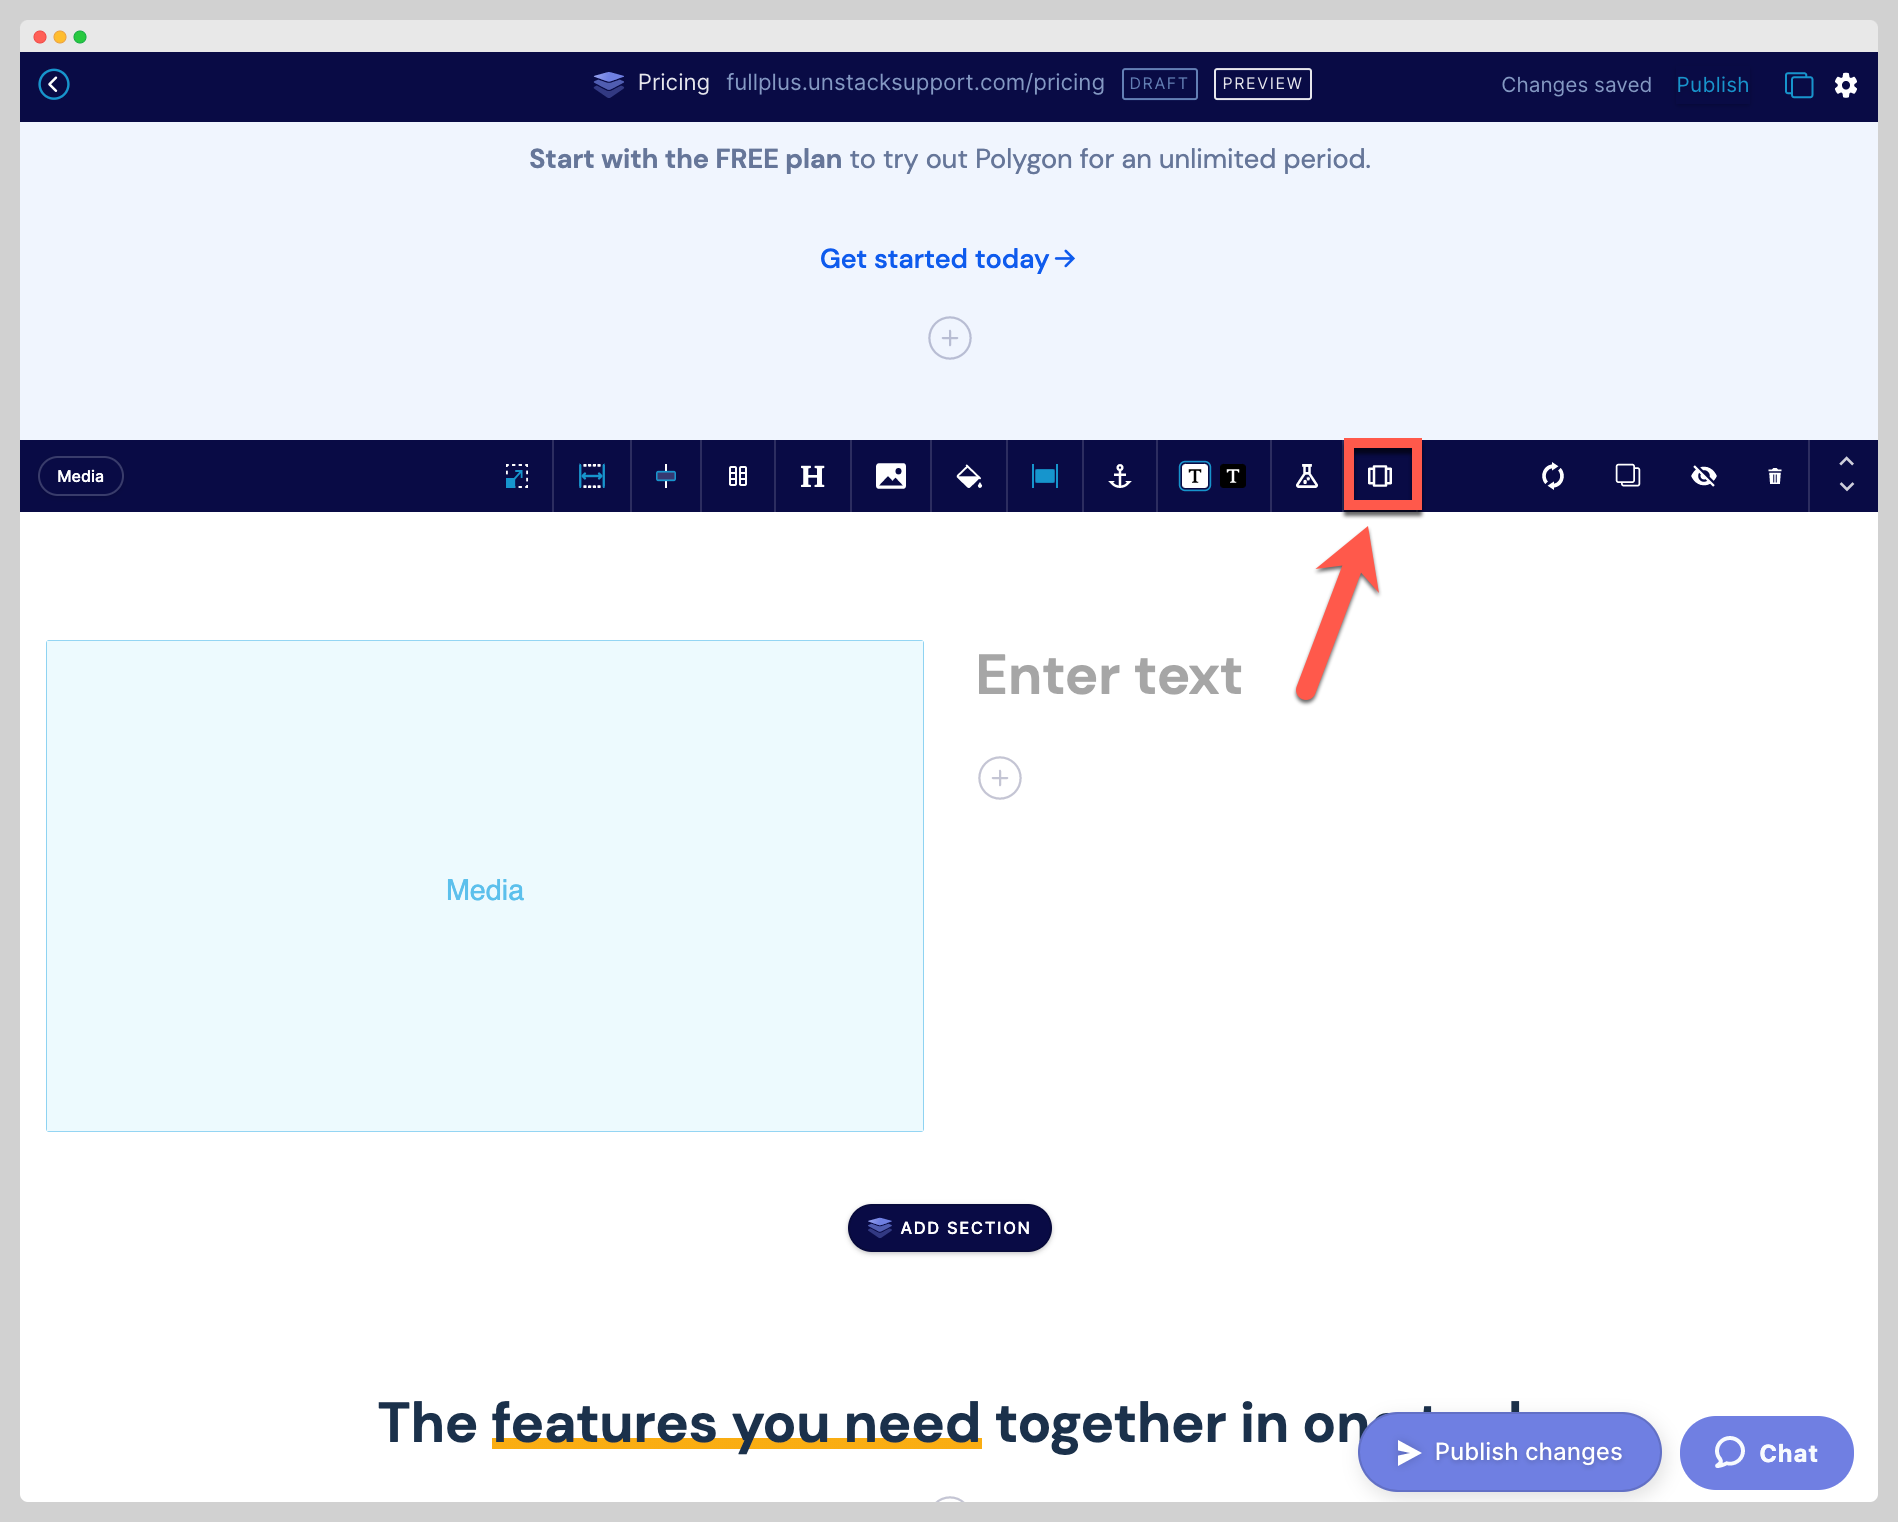 Pricing fullplus.unstacksupport.com/pricing DRAFT PREVIEW Changes saved Publish
Start with the FREE plan to try out Polygon for an unlimited period.
Get started today →
Media H T T
Enter text
Media
ADD SECTION
The features you need together in
Publish changes
Chat